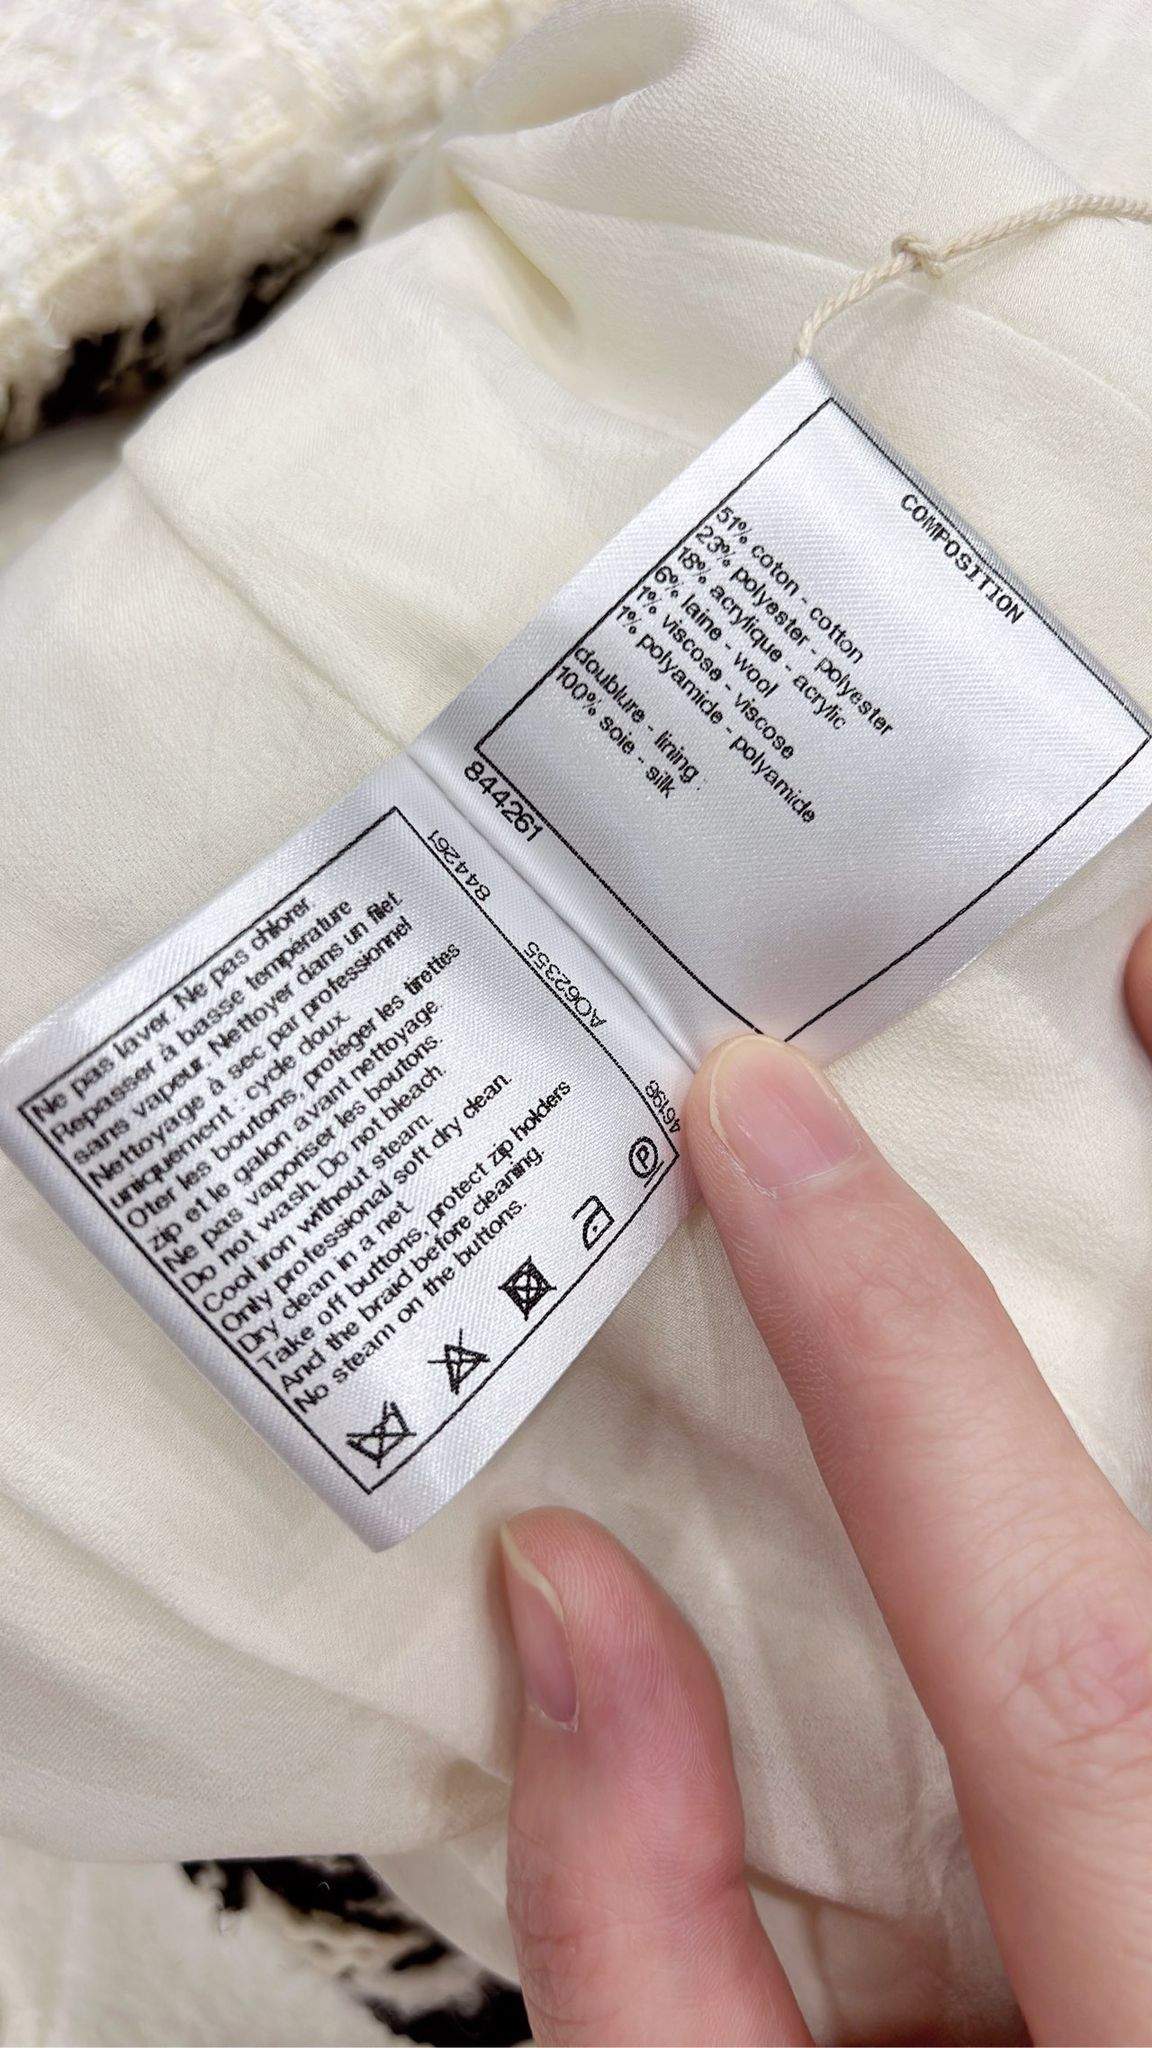 COMPOSITION
51% coton - cotton
23% polyester - polyester
18% acrylique - acrylic
6% laine - wool
1% viscose - viscose
1% polyamide - polyamide
doublure - lining :
100% soie - silk
844261
844261 AO62355 46198
Ne pas laver. Ne pas chlorer.
Repasser à basse température
sans vapeur. Nettoyer dans un filet.
Nettoyage à sec par professionnel
uniquement : cycle doux.
Oter les boutons, proteger les tirettes
zip et le galon avant nettoyage.
Ne pas vaporiser les boutons.
Do not wash. Do not bleach.
Cool iron without steam.
Only professional soft dry clean.
Dry clean in a net
Take off buttons, protect zip holders
And the braid before cleaning.
No steam on the buttons.
P